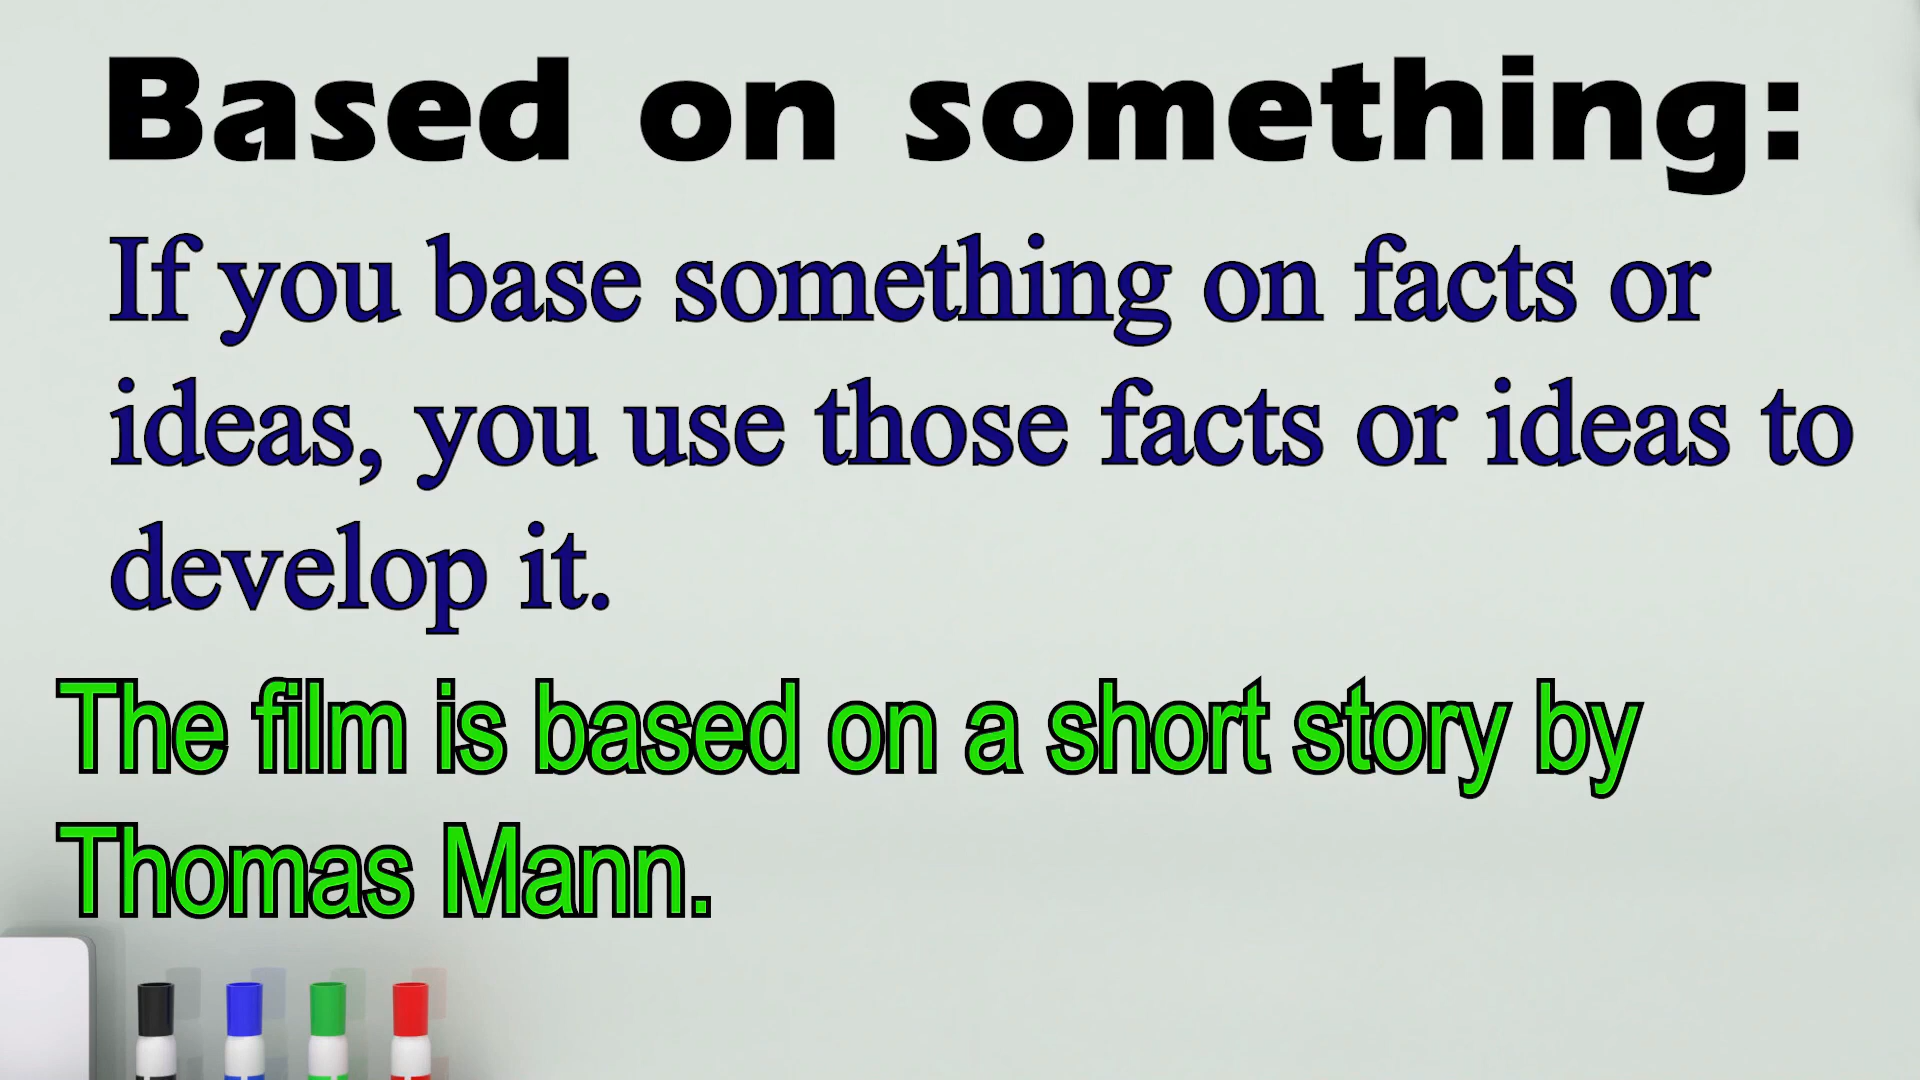 Based on something:
If you base something on facts or
ideas, you use those facts or ideas to
develop it.
The film is based on a short story by
Thomas Mann.